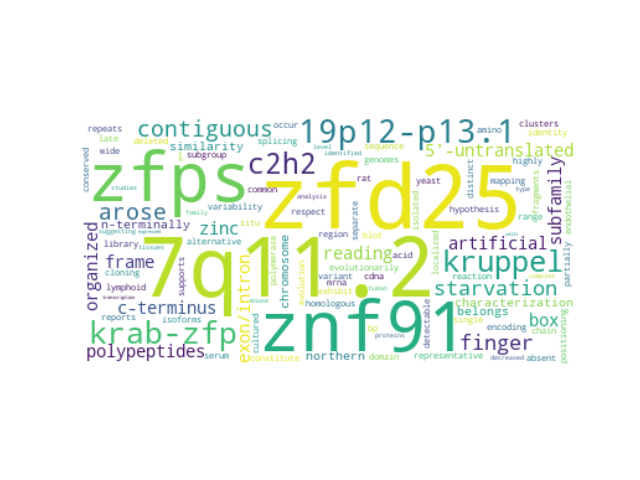 repeats
contiguous
occur
19p12-p13.1
amino
clusters
late
deleted
splicing
identity
wide
similarity
sequence
5'-untranslated
subgroup
c2h2
genomes
highly
conserved
zfps
common
rat
yeast
mapping
distinct
subfamily
studies
analysis
zfd25
type
fragments
endothelial
family
respect
hypothesis
range
arose
variability
separate
isolated
n-terminally
zinc
situ
region
blot
localized
artificial
partially
suggesting
expressed
organized
library
tissues
alternative
7q11.2
reading
acid
kruppel
frame
supports
chromosome
polymerase
evolutionarily
cloning
evolution
variant
reaction
complex
lymphoid
exon/intron
mouse
homologous
mrna
cdna
exhibit
human
starvation
transcription
c-terminus
characterization
reports
isoforms
znf91
bp
detectable
belongs
box
krab-zfp
cultured
single
encoding
positioning
proteins
finger
chain
polypeptides
serum
constitute
northern
domain
representative
decreased
absent
level
identified
cells